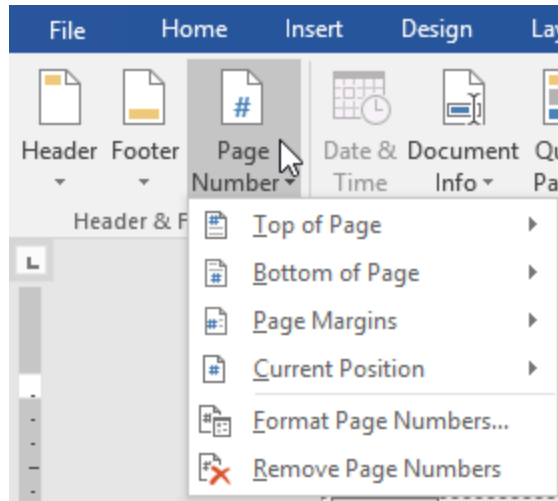 File Home Insert Design
Header Footer Page Date & Document
Number Time Info
Header &
Top of Page
Bottom of Page
Page Margins
Current Position
Format Page Numbers...
Remove Page Numbers